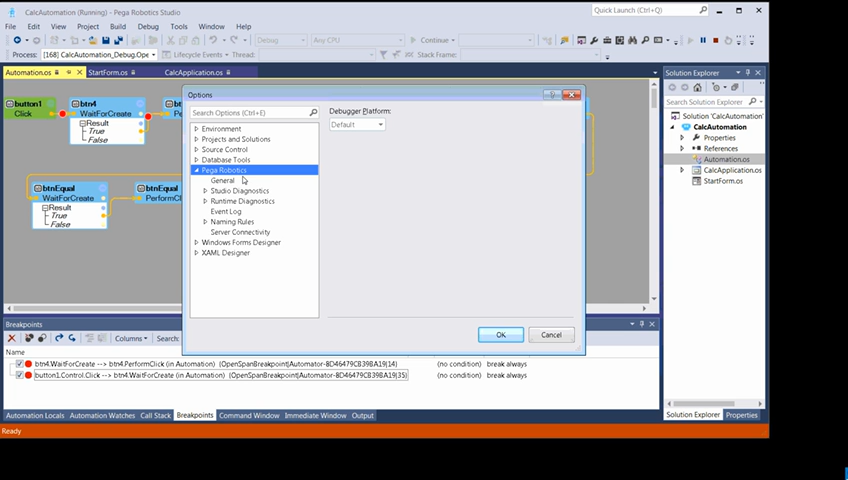 CalcAutomation (Running) - Pega Robotics Studio
Quick Launch (Ctrl+Q)
File Edit View Project Build Debug Tools Window Help
Debug Any CPU Continue
Process: [168] CalcAutomation_Debug.Ope
Lifecycle Events Thread: Stack Frame:
Automation.os StartForm.os CalcApplication.os
button1
Click
btn4
WaitForCreate
Result
True
False
btnEqual
WaitForCreate
Result
True
False
btnEqual
PerformCl
Options
Search Options (Ctrl+E)
Environment
Projects and Solutions
Source Control
Database Tools
Pega Robotics
General
Studio Diagnostics
Runtime Diagnostics
Event Log
Naming Rules
Server Connectivity
Windows Forms Designer
XAML Designer
Debugger Platform:
Default
OK Cancel
Solution Explorer
Search Solution Explorer (Ctrl
Solution 'CalcAutomation'
CalcAutomation
Properties
References
Automation.os
CalcApplication.os
StartForm.os
Breakpoints
Columns Search:
Name
btn4.WaitForCreate --> btn4.PerformClick (in Automation) (OpenSpanBreakpoint|Automator-8D46479CB39BA19|14) (no condition) break always
button1.Control.Click --> btn4.WaitForCreate (in Automation) (OpenSpanBreakpoint|Automator-8D46479CB39BA19|35) (no condition) break always
Automation Locals Automation Watches Call Stack Breakpoints Command Window Immediate Window Output
Solution Explorer Properties
Ready